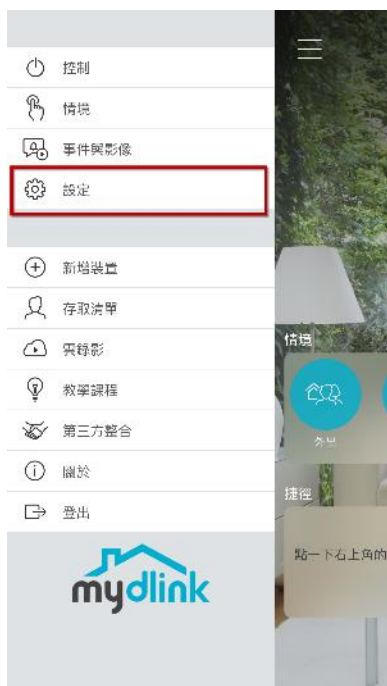 控制
情境
事件與影像
設定
新增裝置
存取清單
雲錄影
教學課程
第三方整合
關於
登出
mydlink
情境
外出
捷徑
點一下右上角的